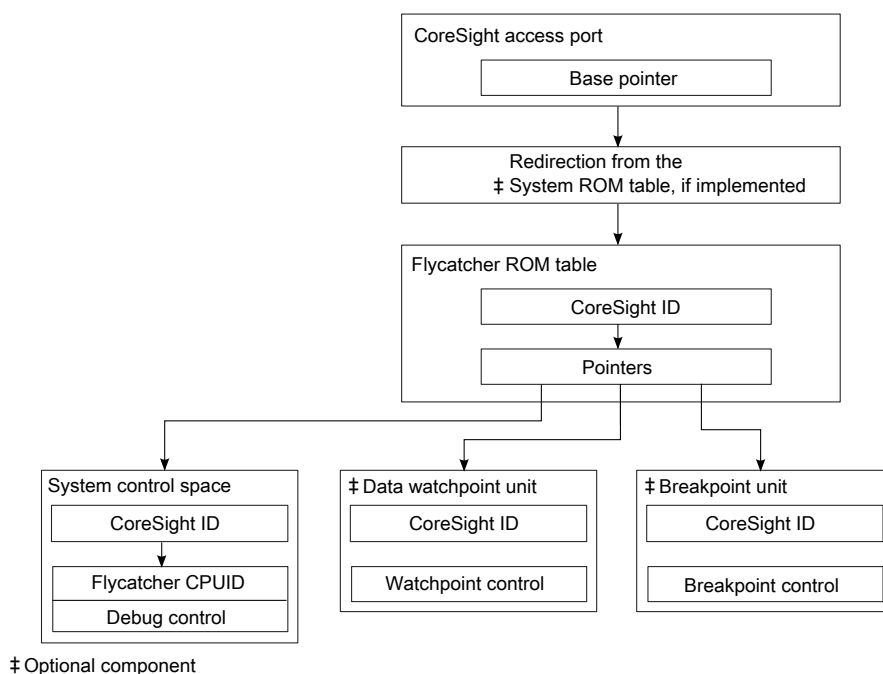 CoreSight access port
Base pointer
Redirection from the
‡ System ROM table, if implemented
Flycatcher ROM table
CoreSight ID
Pointers
System control space
CoreSight ID
Flycatcher CPUID
Debug control
‡ Data watchpoint unit
CoreSight ID
Watchpoint control
‡ Breakpoint unit
CoreSight ID
Breakpoint control
‡ Optional component